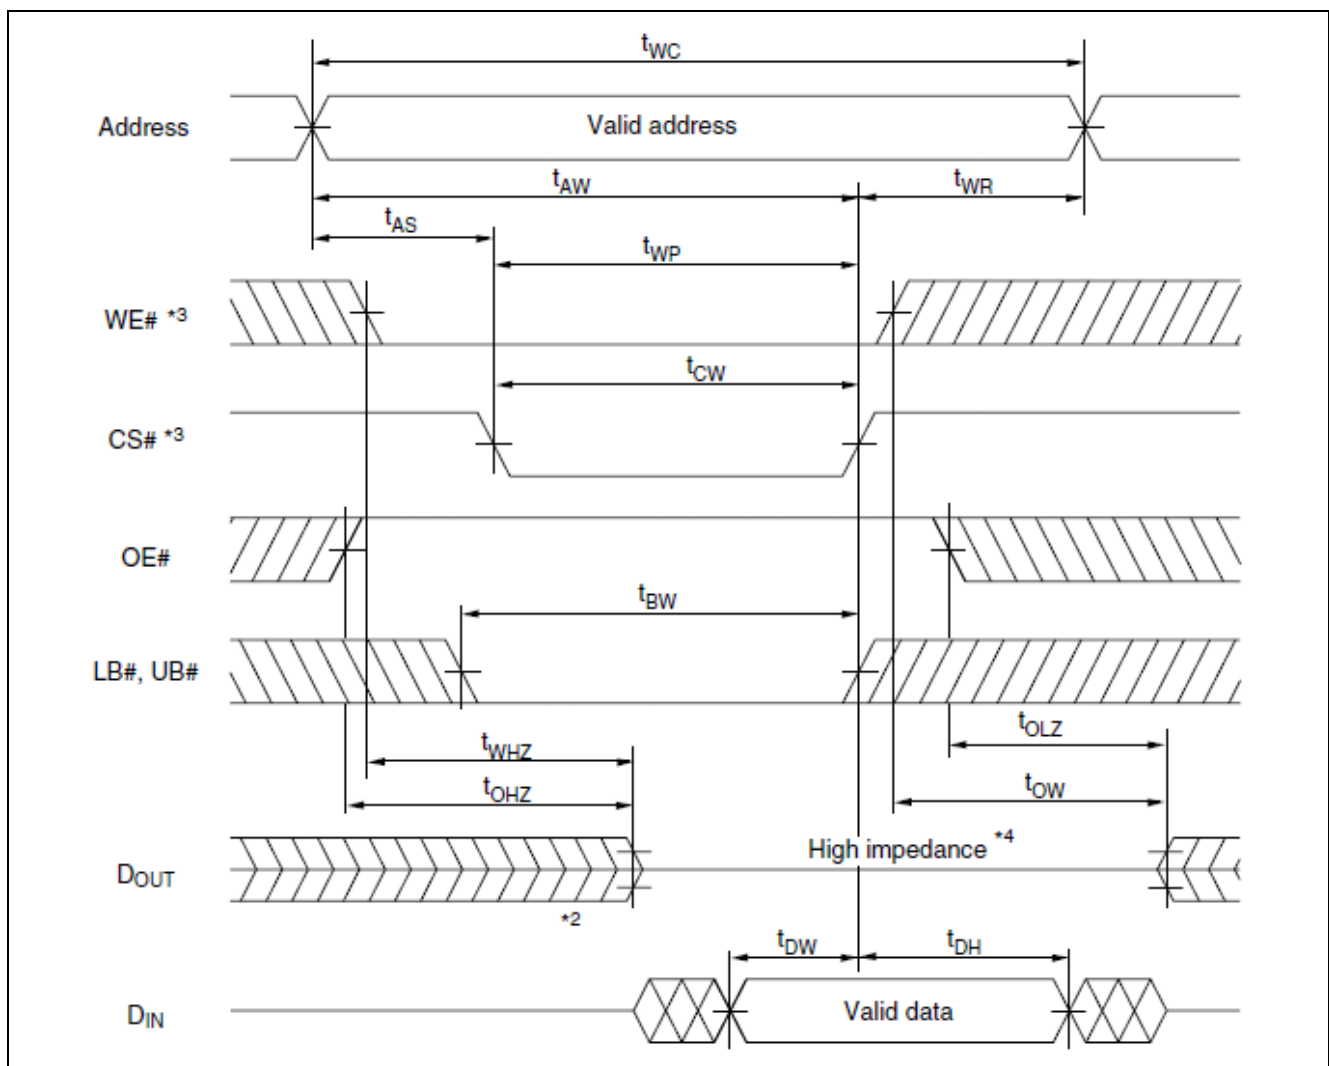 tWC
Address
Valid address
tAW
tWR
tAS
tWP
WE# *3
tCW
CS# *3
OE#
tBW
LB#, UB#
tOLZ
tWHZ
tOW
tOHZ
High impedance *4
DOUT
*2
tDW
tDH
DIN
Valid data